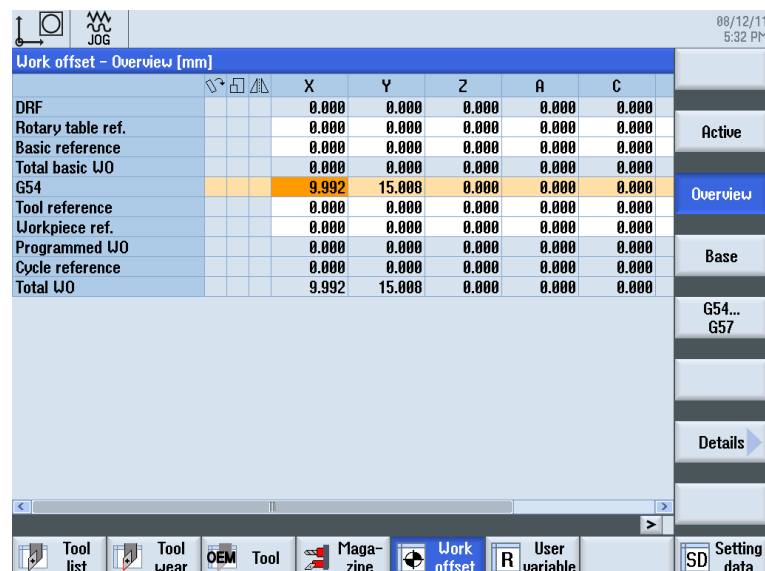 JOG
08/12/11
5:32 PM
Work offset - Overview [mm]
X Y Z A C
DRF 0.000 0.000 0.000 0.000 0.000
Rotary table ref. 0.000 0.000 0.000 0.000 0.000
Basic reference 0.000 0.000 0.000 0.000 0.000
Total basic WO 0.000 0.000 0.000 0.000 0.000
G54 9.992 15.008 0.000 0.000 0.000
Tool reference 0.000 0.000 0.000 0.000 0.000
Workpiece ref. 0.000 0.000 0.000 0.000 0.000
Programmed WO 0.000 0.000 0.000 0.000 0.000
Cycle reference 0.000 0.000 0.000 0.000 0.000
Total WO 9.992 15.008 0.000 0.000 0.000
Active
Overview
Base
G54...
G57
Details
>
Tool
list
Tool
wear
OEM Tool
Maga-
zine
Work
offset
R User
variable
SD Setting
data